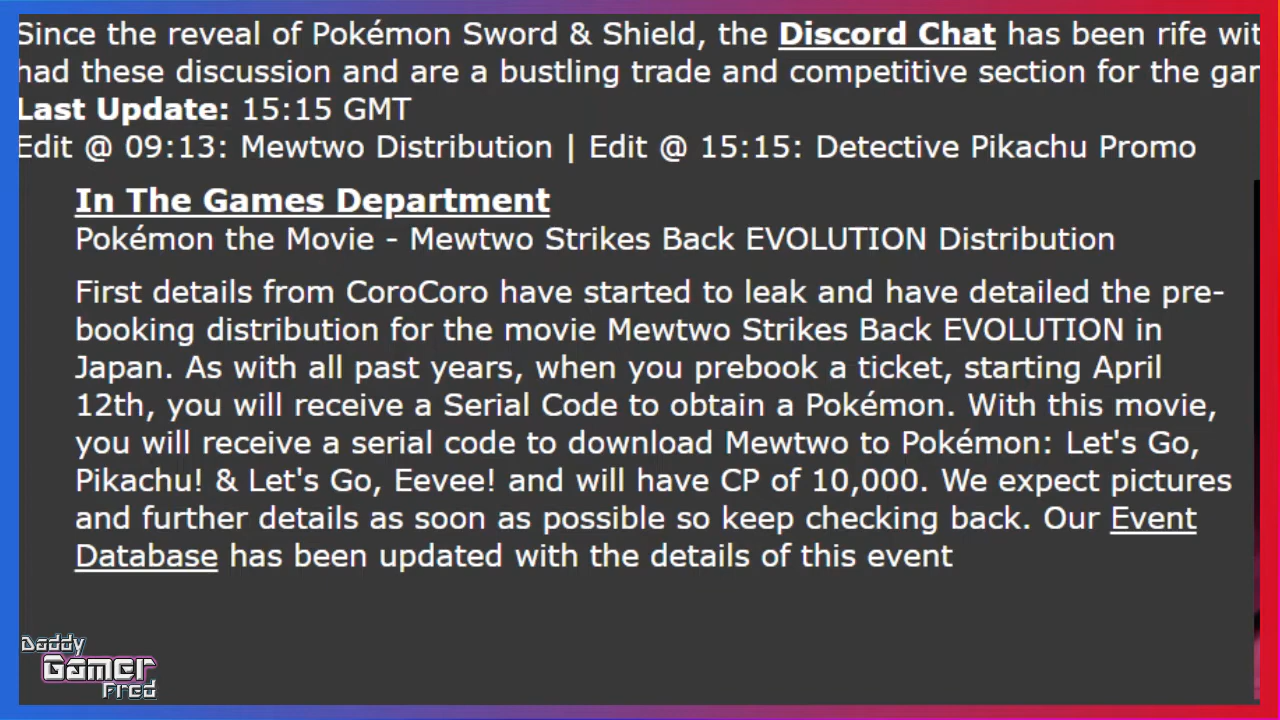 Since the reveal of Pokémon Sword & Shield, the Discord Chat has been rife wit
had these discussion and are a bustling trade and competitive section for the gar
Last Update: 15:15 GMT
Edit @ 09:13: Mewtwo Distribution | Edit @ 15:15: Detective Pikachu Promo
In The Games Department
Pokémon the Movie - Mewtwo Strikes Back EVOLUTION Distribution
First details from CoroCoro have started to leak and have detailed the pre-
booking distribution for the movie Mewtwo Strikes Back EVOLUTION in
Japan. As with all past years, when you prebook a ticket, starting April
12th, you will receive a Serial Code to obtain a Pokémon. With this movie,
you will receive a serial code to download Mewtwo to Pokémon: Let's Go,
Pikachu! & Let's Go, Eevee! and will have CP of 10,000. We expect pictures
and further details as soon as possible so keep checking back. Our Event
Database has been updated with the details of this event
Daddy
Gamer
Fred